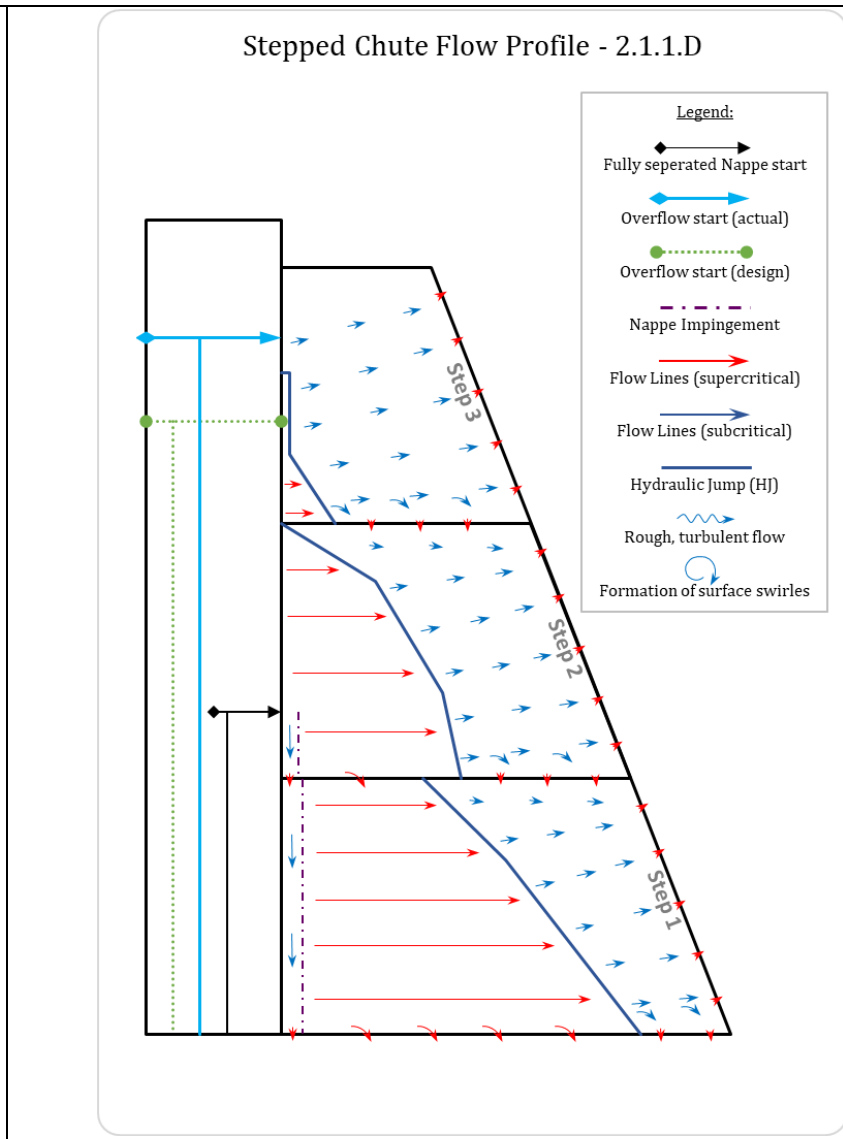 Stepped Chute Flow Profile - 2.1.1.D
Legend:
Fully seperated Nappe start
Overflow start (actual)
Overflow start (design)
Nappe Impingement
Flow Lines (supercritical)
Flow Lines (subcritical)
Hydraulic Jump (HJ)
Rough, turbulent flow
Formation of surface swirles
Step 3
Step 2
Step 1